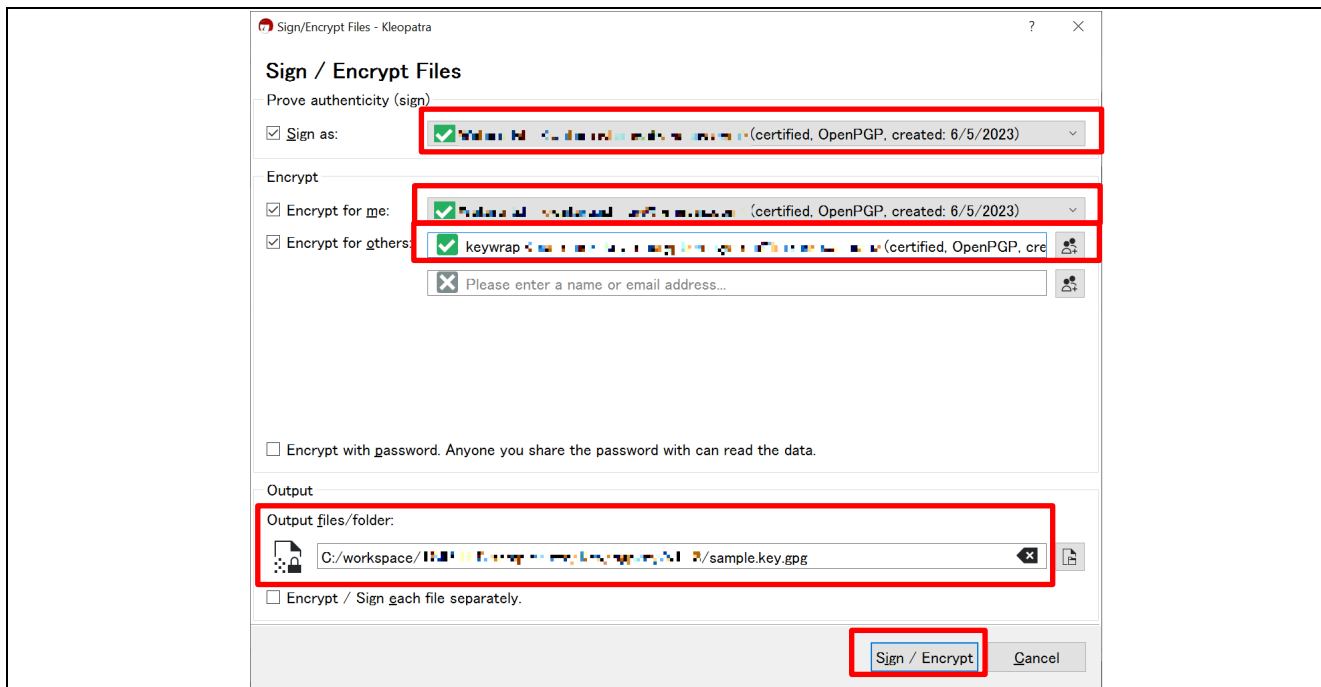 Sign/Encrypt Files - Kleopatra
Sign / Encrypt Files
Prove authenticity (sign)
Sign as: (certified, OpenPGP, created: 6/5/2023)
Encrypt
Encrypt for me: (certified, OpenPGP, created: 6/5/2023)
Encrypt for others: keywrap (certified, OpenPGP, cre
Please enter a name or email address...
Encrypt with password. Anyone you share the password with can read the data.
Output
Output files/folder:
C:/workspace/ /sample.key.gpg
Encrypt / Sign each file separately.
Sign / Encrypt Cancel